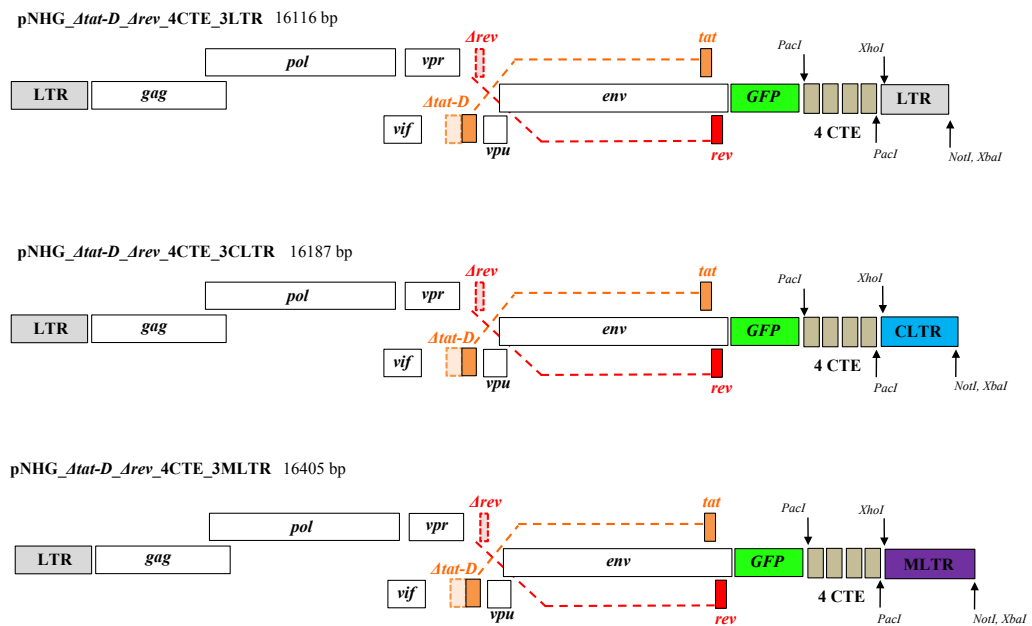 pNHG_Δtat-D_Δrev_4CTE_3LTR 16116 bp
Δrev tat
PacI XhoI
pol vpr
LTR gag Δtat-D env GFP LTR
vif vpu rev 4 CTE PacI NotI, XbaI
pNHG_Δtat-D_Δrev_4CTE_3CLTR 16187 bp
Δrev tat
PacI XhoI
pol vpr
LTR gag Δtat-D env GFP CLTR
vif vpu rev 4 CTE PacI NotI, XbaI
pNHG_Δtat-D_Δrev_4CTE_3MLTR 16405 bp
Δrev tat
PacI XhoI
pol vpr
LTR gag Δtat-D env GFP MLTR
vif vpu rev 4 CTE PacI NotI, XbaI